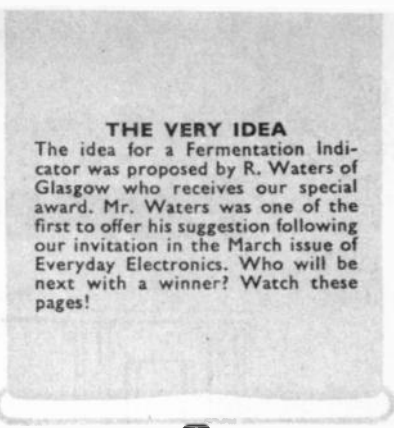 THE VERY IDEA
The idea for a Fermentation Indi-
cator was proposed by R. Waters of
Glasgow who receives our special
award. Mr. Waters was one of the
first to offer his suggestion following
our invitation in the March issue of
Everyday Electronics. Who will be
next with a winner? Watch these
pages!